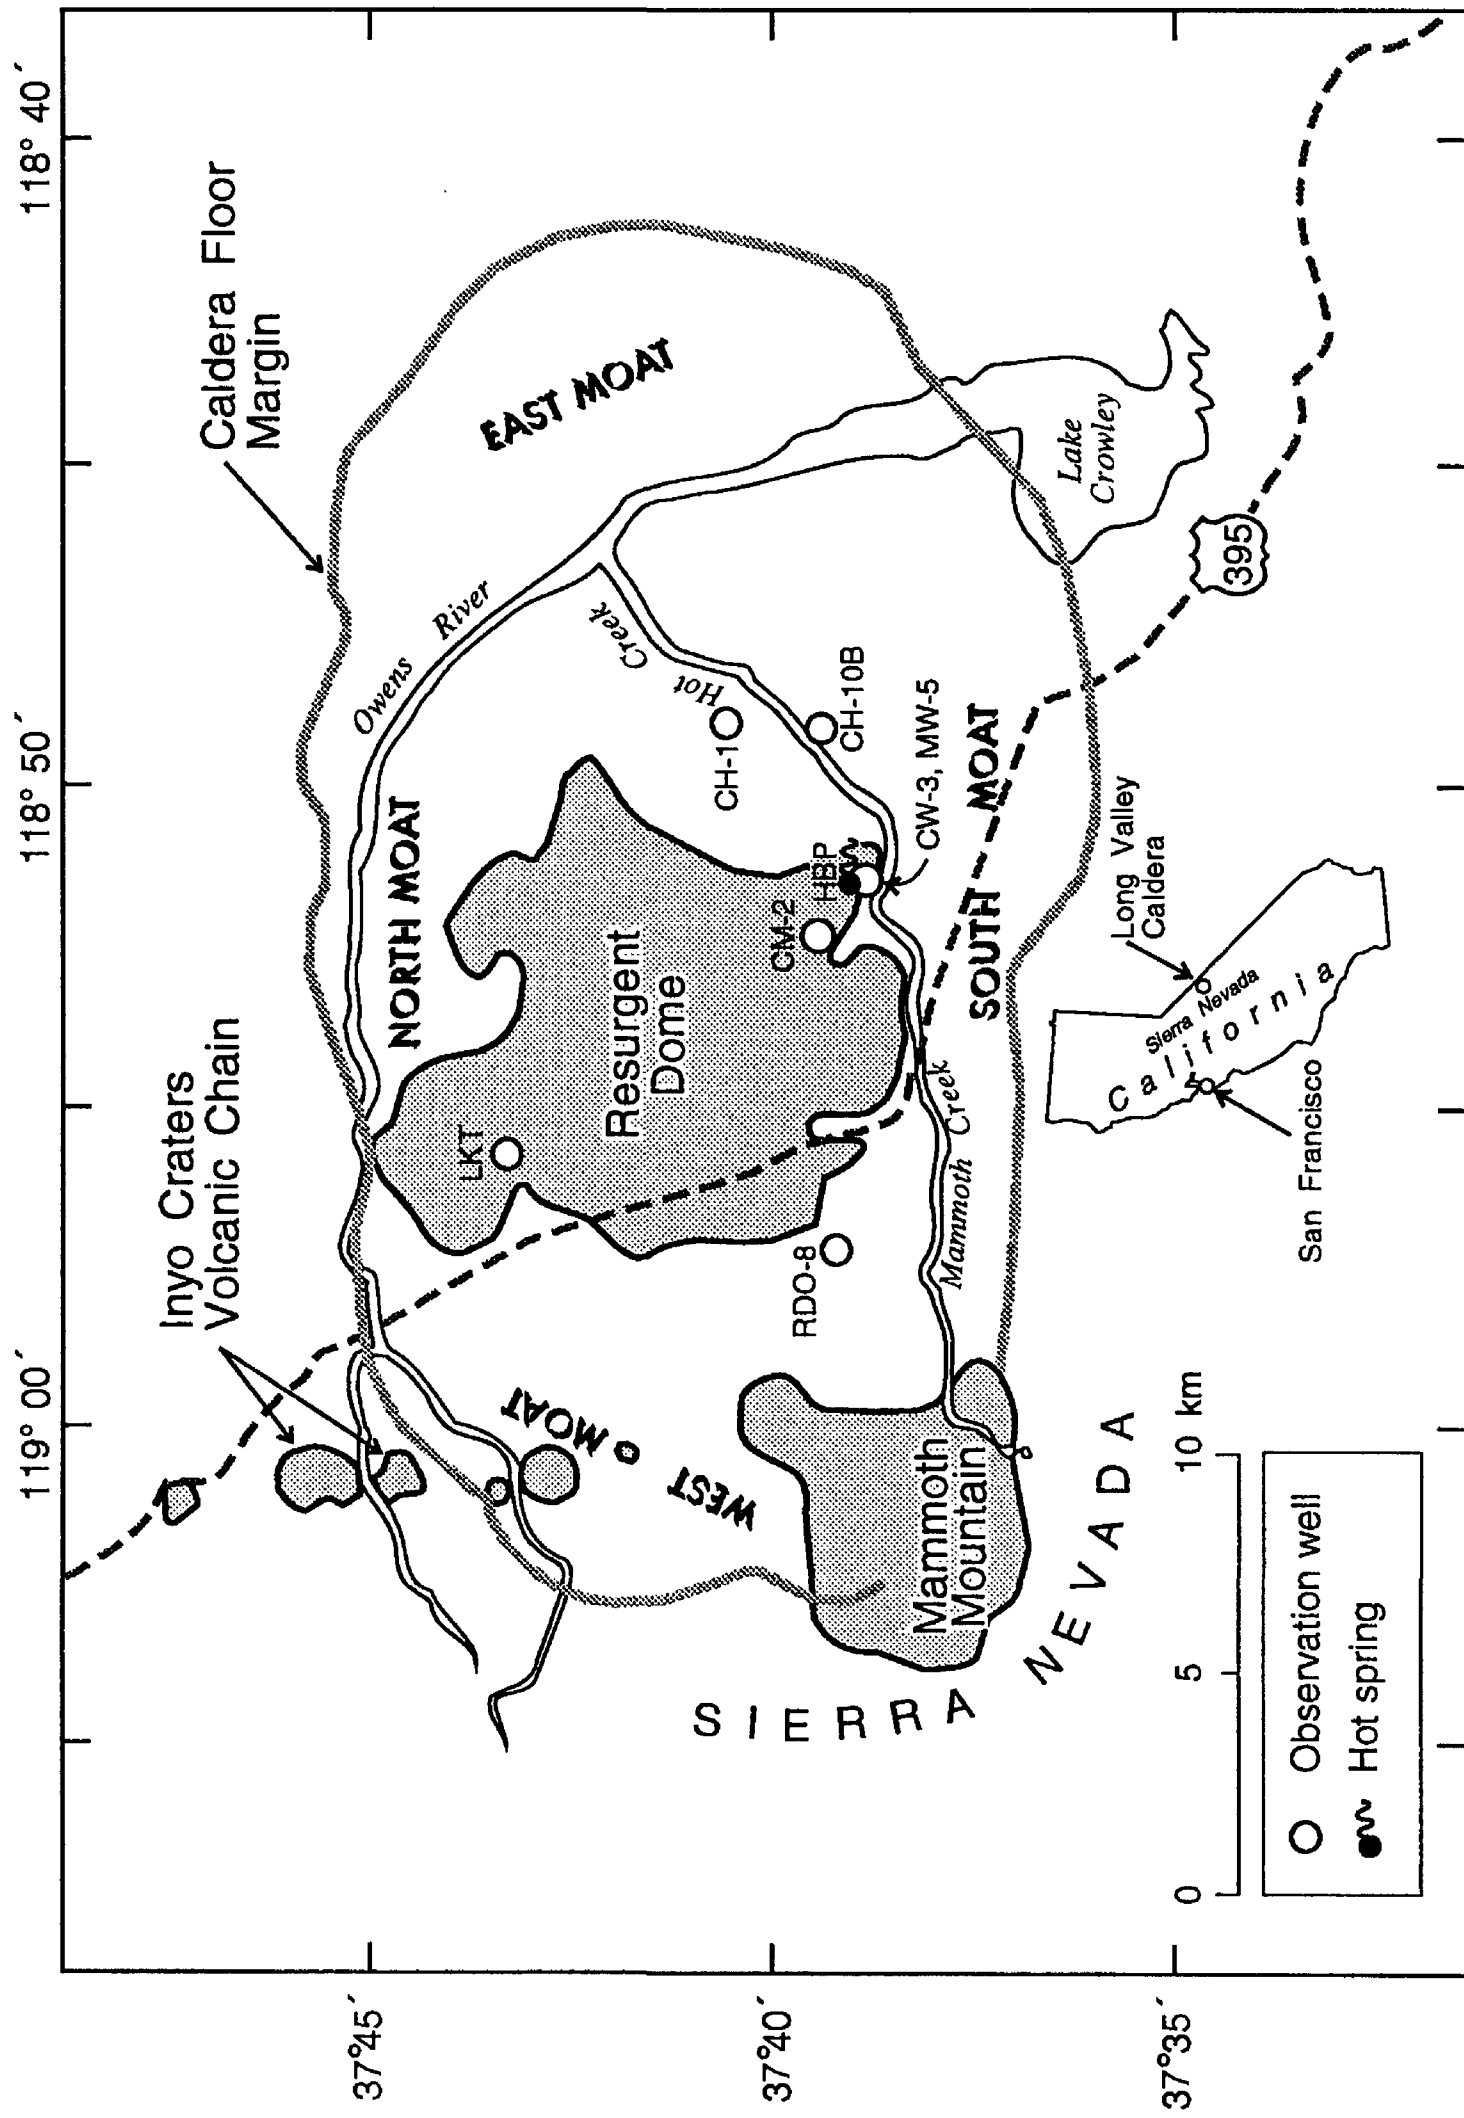 119° 00´
118° 50´
118° 40´
37°45´
37°40´
37°35´
Inyo Craters
Volcanic Chain
Caldera Floor
Margin
Owens River
NORTH MOAT
EAST MOAT
WEST MOAT
SOUTH MOAT
Resurgent
Dome
LKT
RDO-8
CM-2
HBP
CH-1
CH-10B
CW-3, MW-5
Hot Creek
Mammoth Creek
Lake
Crowley
395
Mammoth
Mountain
SIERRA NEVADA
Long Valley
Caldera
Sierra Nevada
California
San Francisco
0 5 10 km
Observation well
Hot spring